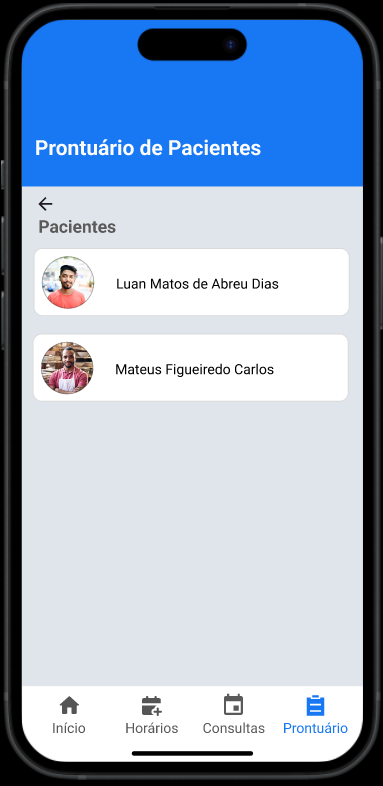 Prontuário de Pacientes
Pacientes
Luan Matos de Abreu Dias
Mateus Figueiredo Carlos
Início
Horários
Consultas
Prontuário